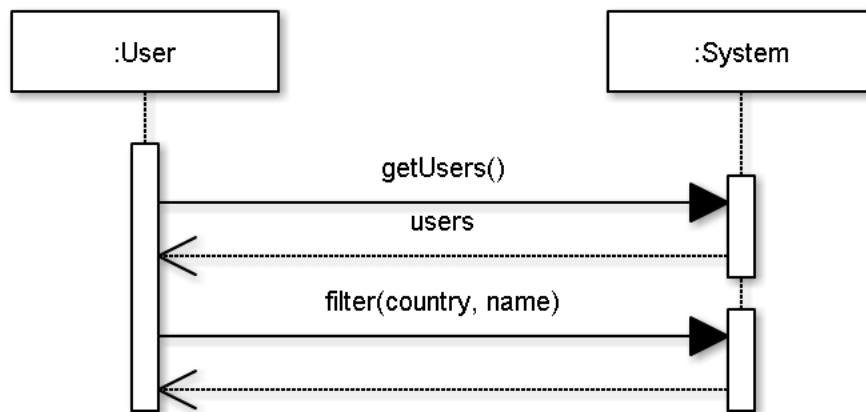 :User
:System
getUsers()
users
filter(country, name)